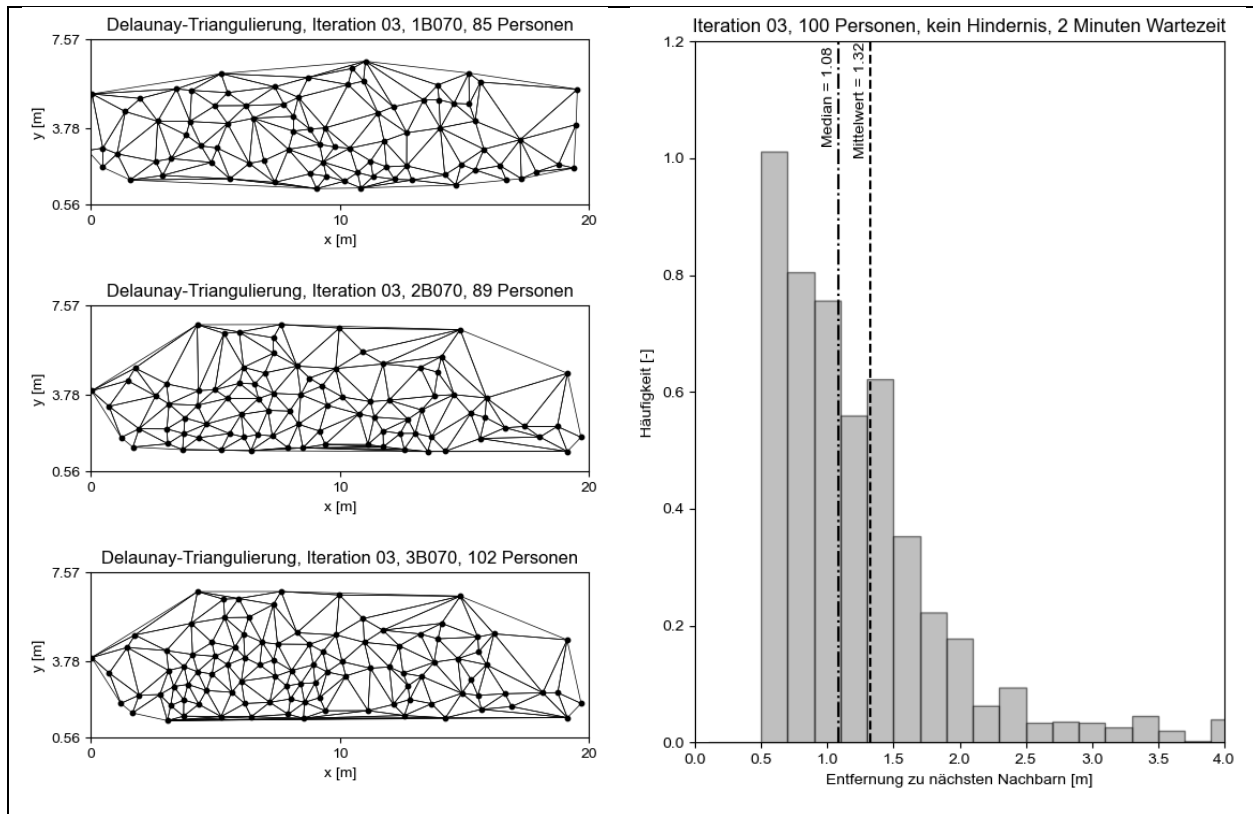 Delaunay-Triangulierung, Iteration 03, 1B070, 85 Personen
7.57
y [m]
3.78
0.56
0
10
20
x [m]
Delaunay-Triangulierung, Iteration 03, 2B070, 89 Personen
7.57
y [m]
3.78
0.56
0
10
20
x [m]
Delaunay-Triangulierung, Iteration 03, 3B070, 102 Personen
7.57
y [m]
3.78
0.56
0
10
20
x [m]
Iteration 03, 100 Personen, kein Hindernis, 2 Minuten Wartezeit
1.2
1.0
0.8
0.6
0.4
0.2
0.0
Häufigkeit [-]
Median = 1.08
Mittelwert = 1.32
0.0
0.5
1.0
1.5
2.0
2.5
3.0
3.5
4.0
Entfernung zu nächsten Nachbarn [m]